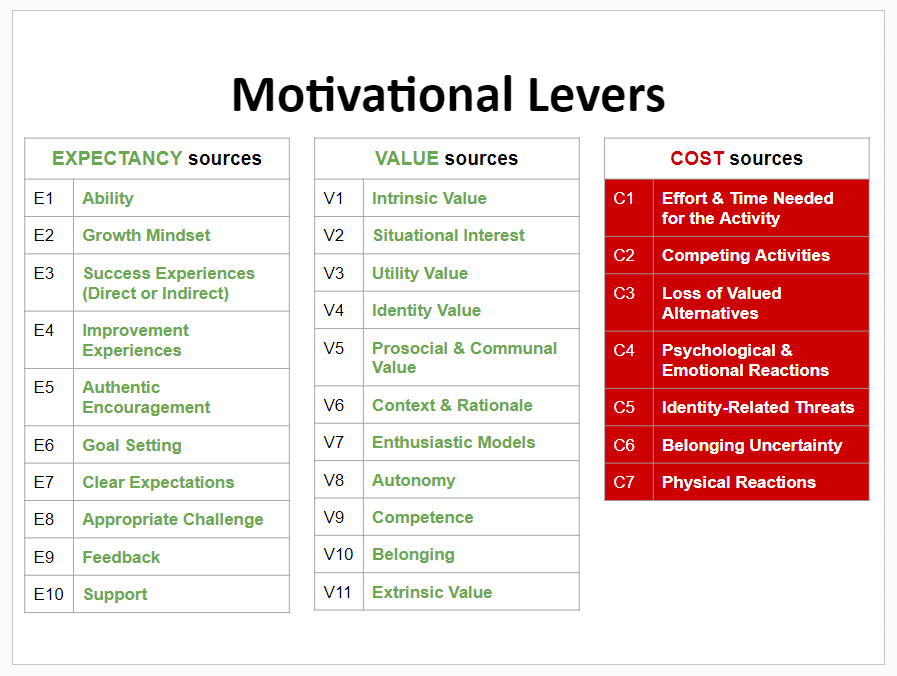 Motivational Levers
EXPECTANCY sources
E1 Ability
E2 Growth Mindset
E3 Success Experiences
(Direct or Indirect)
E4 Improvement
Experiences
E5 Authentic
Encouragement
E6 Goal Setting
E7 Clear Expectations
E8 Appropriate Challenge
E9 Feedback
E10 Support
VALUE sources
V1 Intrinsic Value
V2 Situational Interest
V3 Utility Value
V4 Identity Value
V5 Prosocial & Communal
Value
V6 Context & Rationale
V7 Enthusiastic Models
V8 Autonomy
V9 Competence
V10 Belonging
V11 Extrinsic Value
COST sources
C1 Effort & Time Needed
for the Activity
C2 Competing Activities
C3 Loss of Valued
Alternatives
C4 Psychological &
Emotional Reactions
C5 Identity-Related Threats
C6 Belonging Uncertainty
C7 Physical Reactions